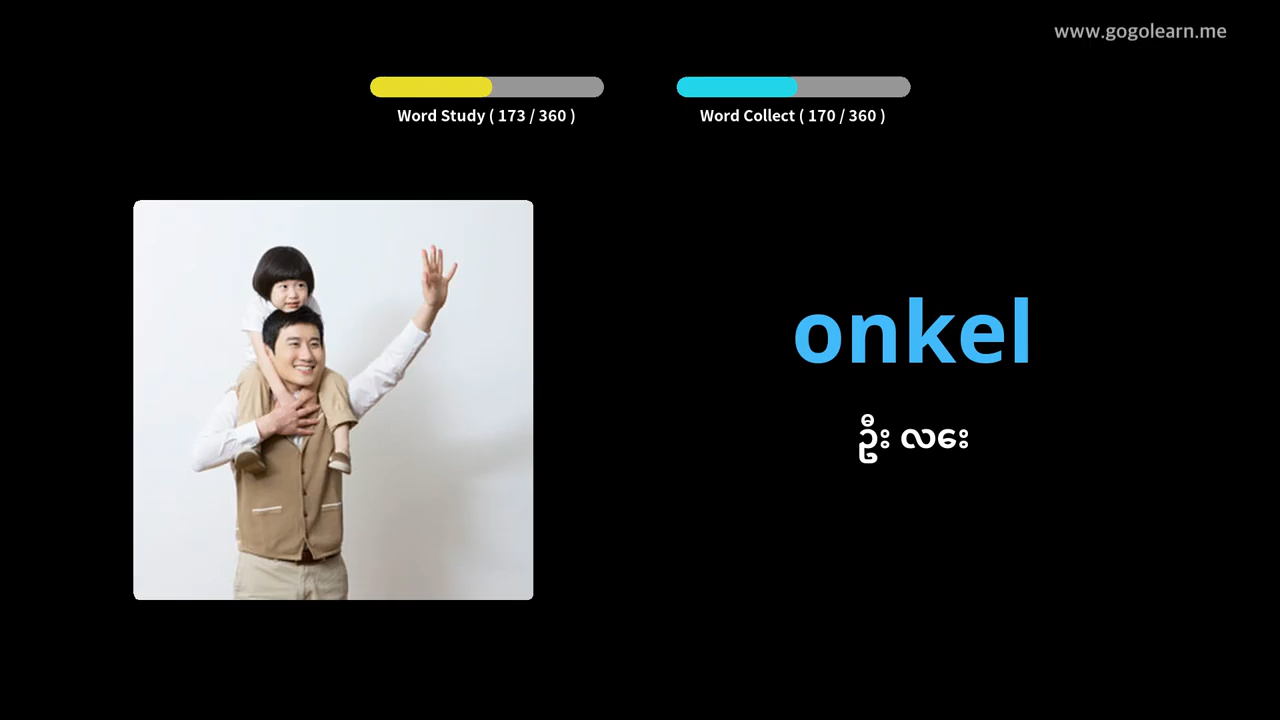 www.gogolearn.me
Word Study ( 173 / 360 )
Word Collect ( 170 / 360 )
onkel
ဦး လေး